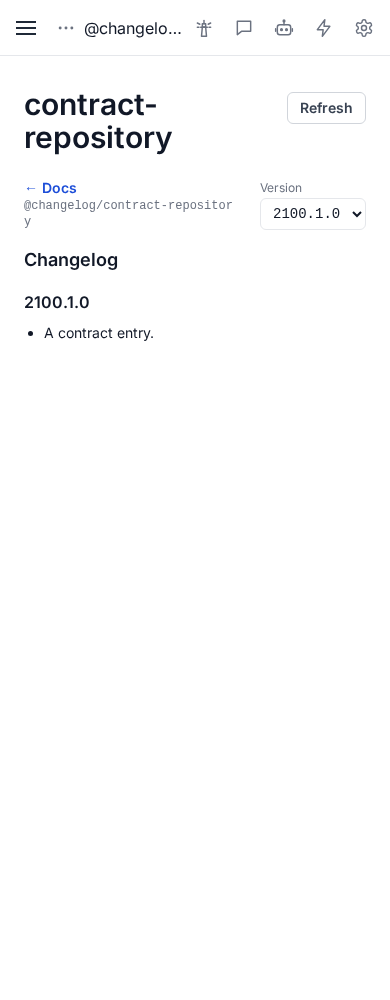 @changelo...
contract-
repository
Refresh
← Docs
@changelog/contract-repositor
y
Version
2100.1.0
Changelog
2100.1.0
• A contract entry.